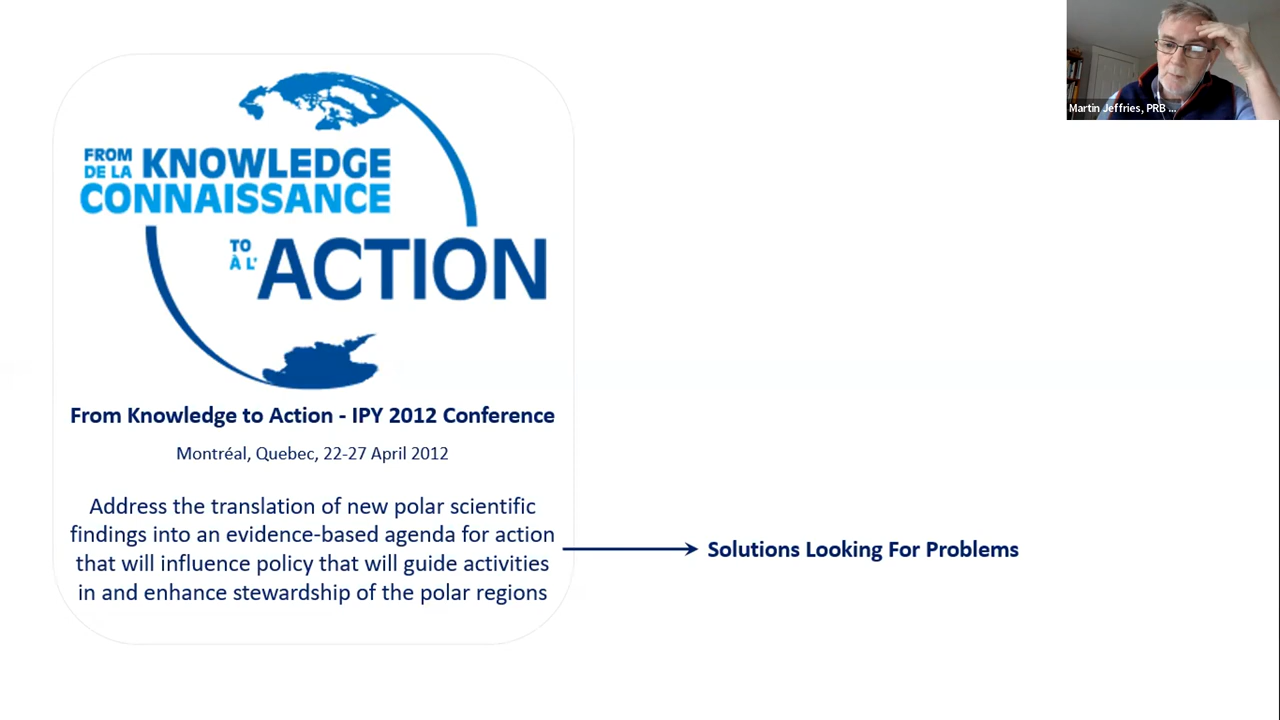 FROM KNOWLEDGE
DE LA CONNAISSANCE
TO ACTION
À L'
From Knowledge to Action - IPY 2012 Conference
Montréal, Quebec, 22-27 April 2012
Address the translation of new polar scientific
findings into an evidence-based agenda for action
that will influence policy that will guide activities
in and enhance stewardship of the polar regions
Solutions Looking For Problems
Martin Jeffries, PRB ...